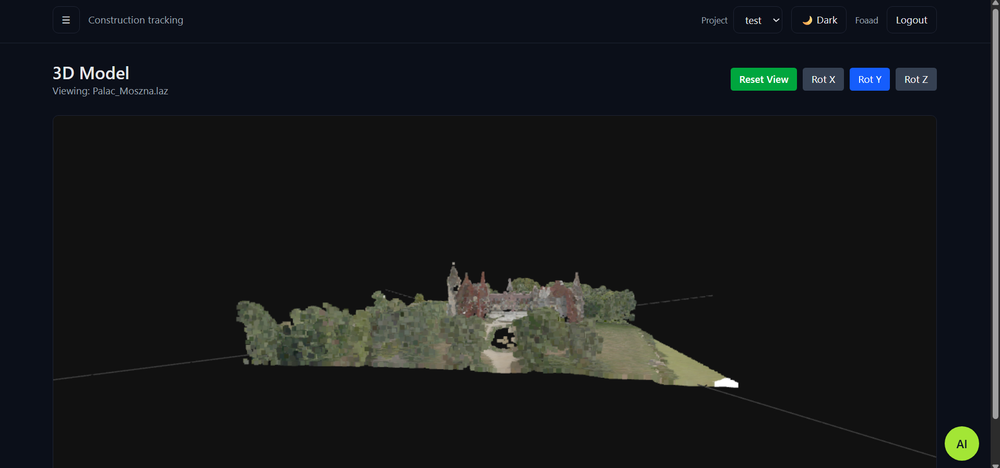 ☰ Construction tracking Project test 🌙 Dark Foaad Logout
3D Model
Viewing: Palac_Moszna.laz
Reset View Rot X Rot Y Rot Z
AI